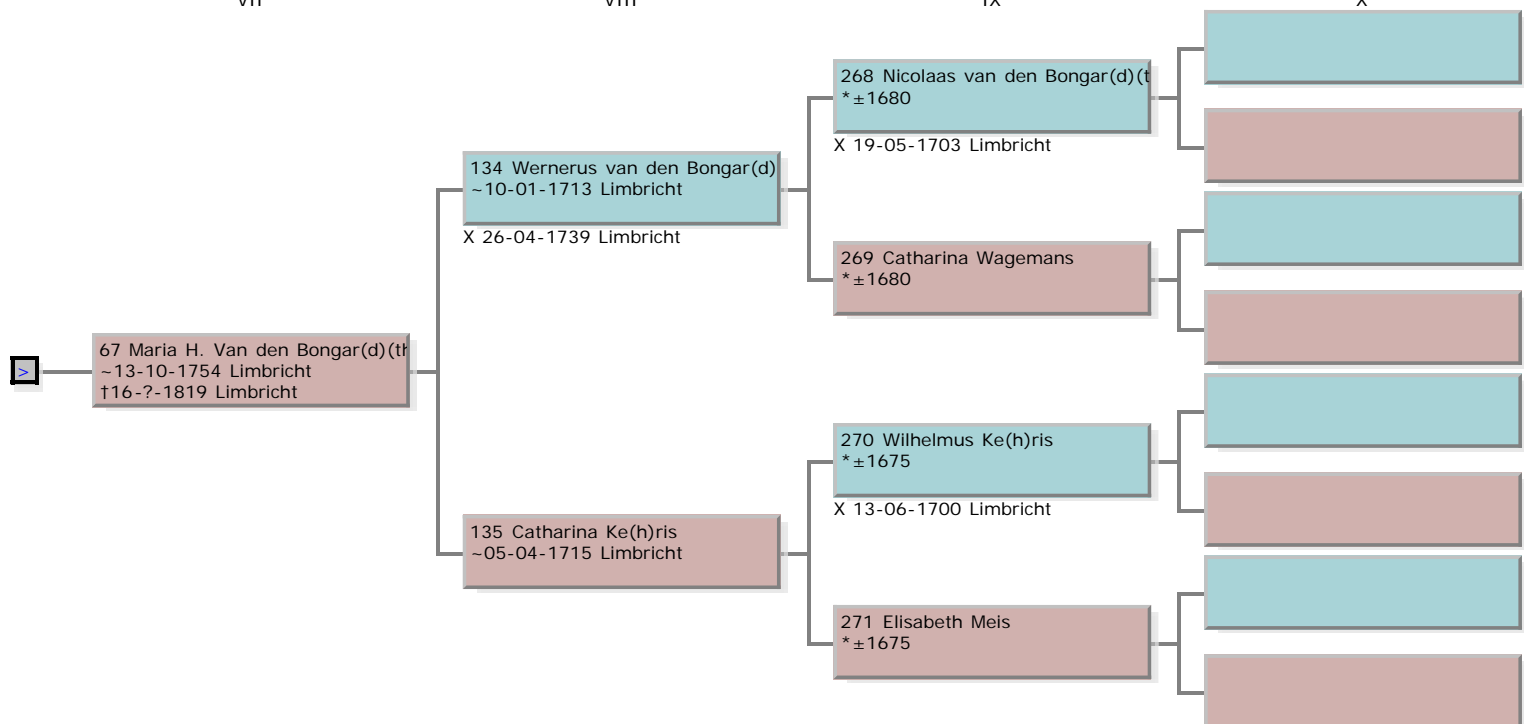 VII VIII IX X
268 Nicolaas van den Bongar(d)(t
*±1680
X 19-05-1703 Limbricht
134 Wernerus van den Bongar(d)
~10-01-1713 Limbricht
X 26-04-1739 Limbricht
269 Catharina Wagemans
*±1680
67 Maria H. Van den Bongar(d)(th
~13-10-1754 Limbricht
†16-?-1819 Limbricht
>
270 Wilhelmus Ke(h)ris
*±1675
X 13-06-1700 Limbricht
135 Catharina Ke(h)ris
~05-04-1715 Limbricht
271 Elisabeth Meis
*±1675